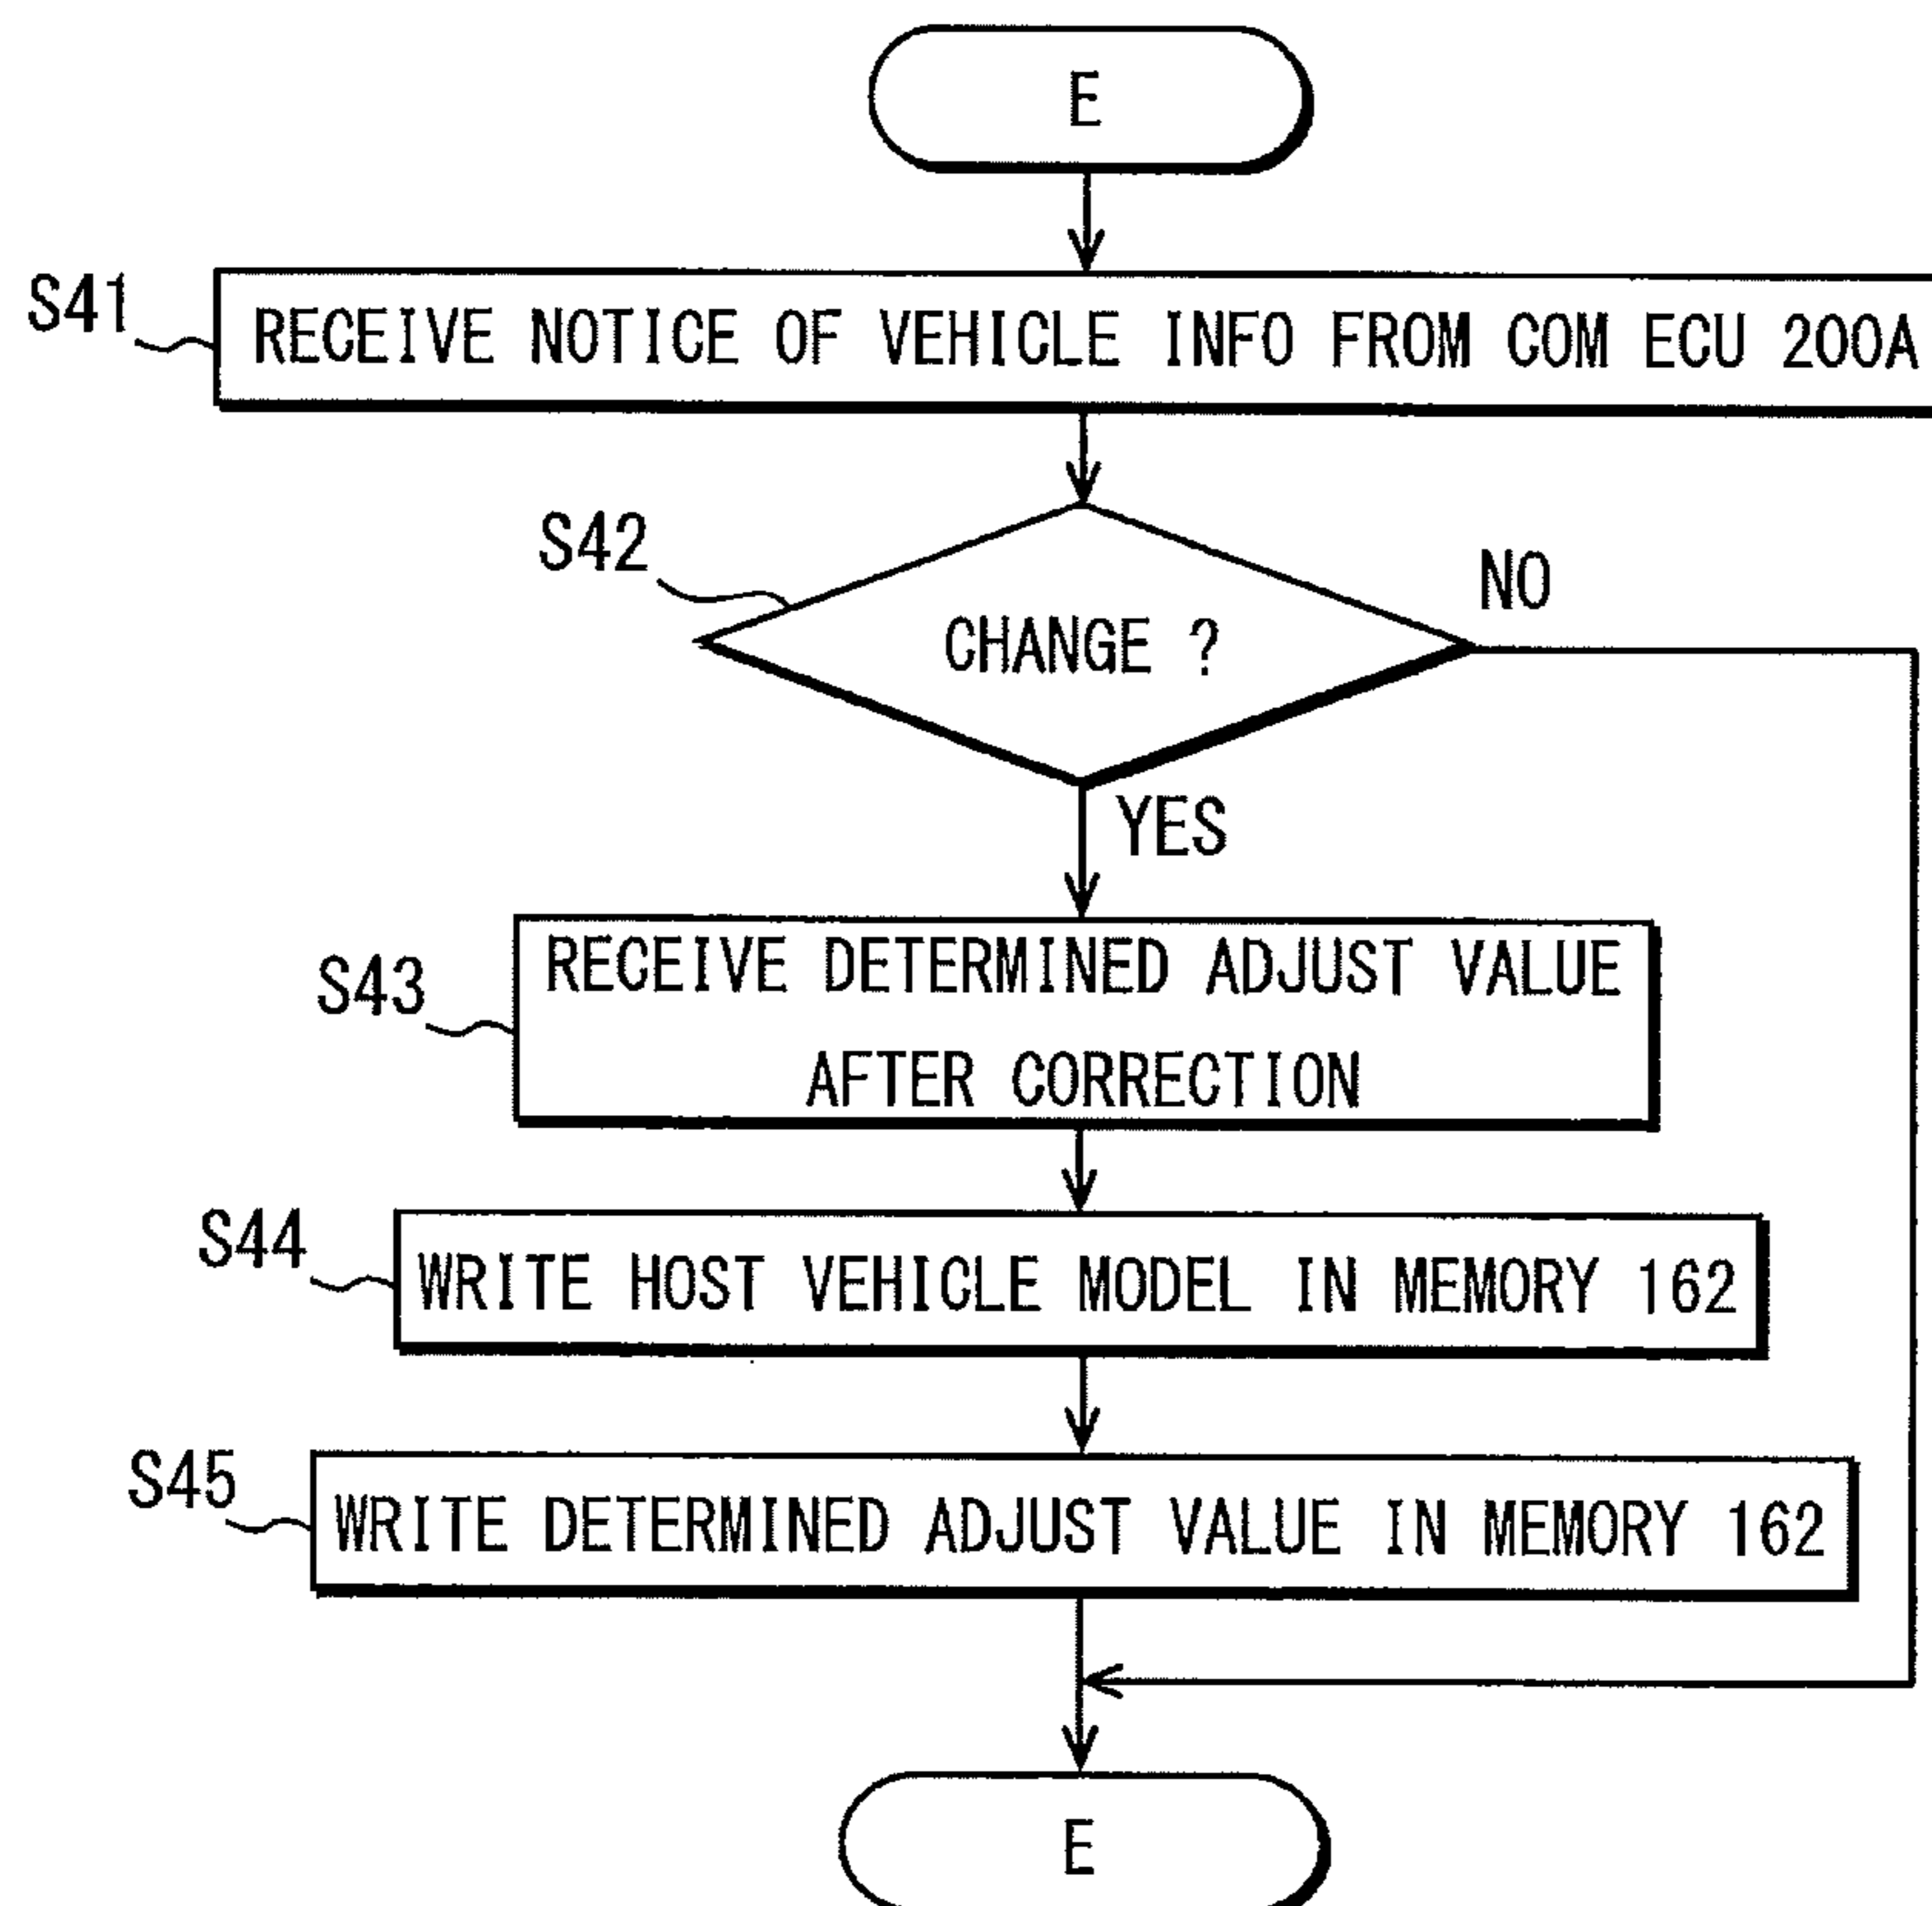 E
S41
RECEIVE NOTICE OF VEHICLE INFO FROM COM ECU 200A
S42
CHANGE ?
NO
YES
S43
RECEIVE DETERMINED ADJUST VALUE
AFTER CORRECTION
S44
WRITE HOST VEHICLE MODEL IN MEMORY 162
S45
WRITE DETERMINED ADJUST VALUE IN MEMORY 162
E